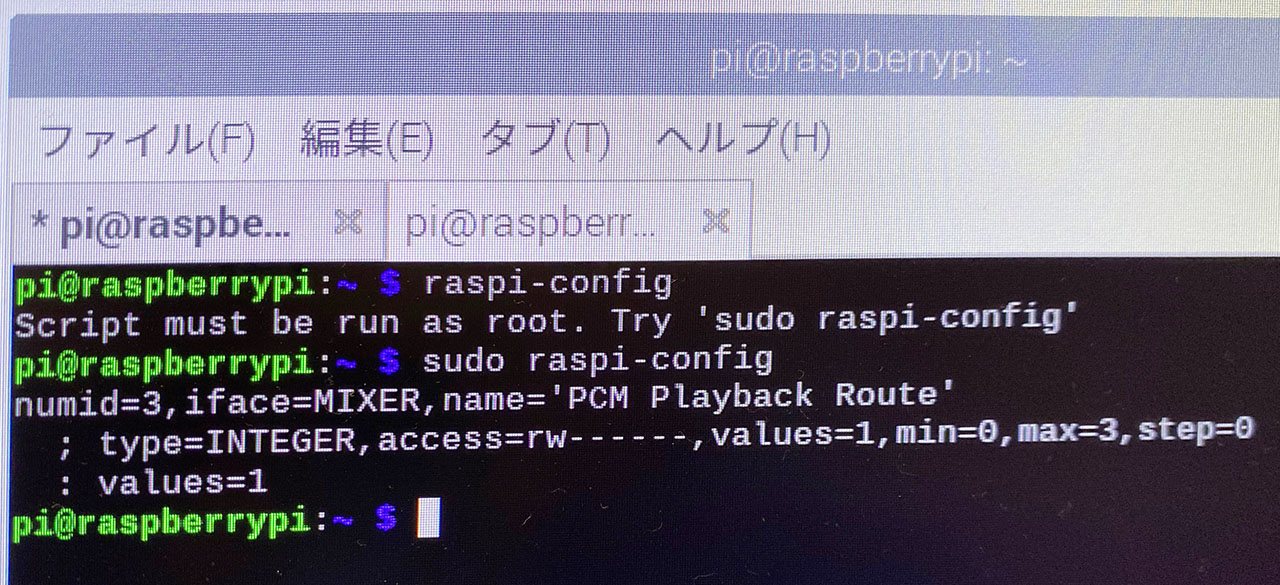 pi@raspberrypi: ~
ファイル(F) 編集(E) タブ(T) ヘルプ(H)
* pi@raspbe... pi@raspberr...
pi@raspberrypi:~ $ raspi-config
Script must be run as root. Try 'sudo raspi-config'
pi@raspberrypi:~ $ sudo raspi-config
numid=3,iface=MIXER,name='PCM Playback Route'
; type=INTEGER,access=rw------,values=1,min=0,max=3,step=0
: values=1
pi@raspberrypi:~ $